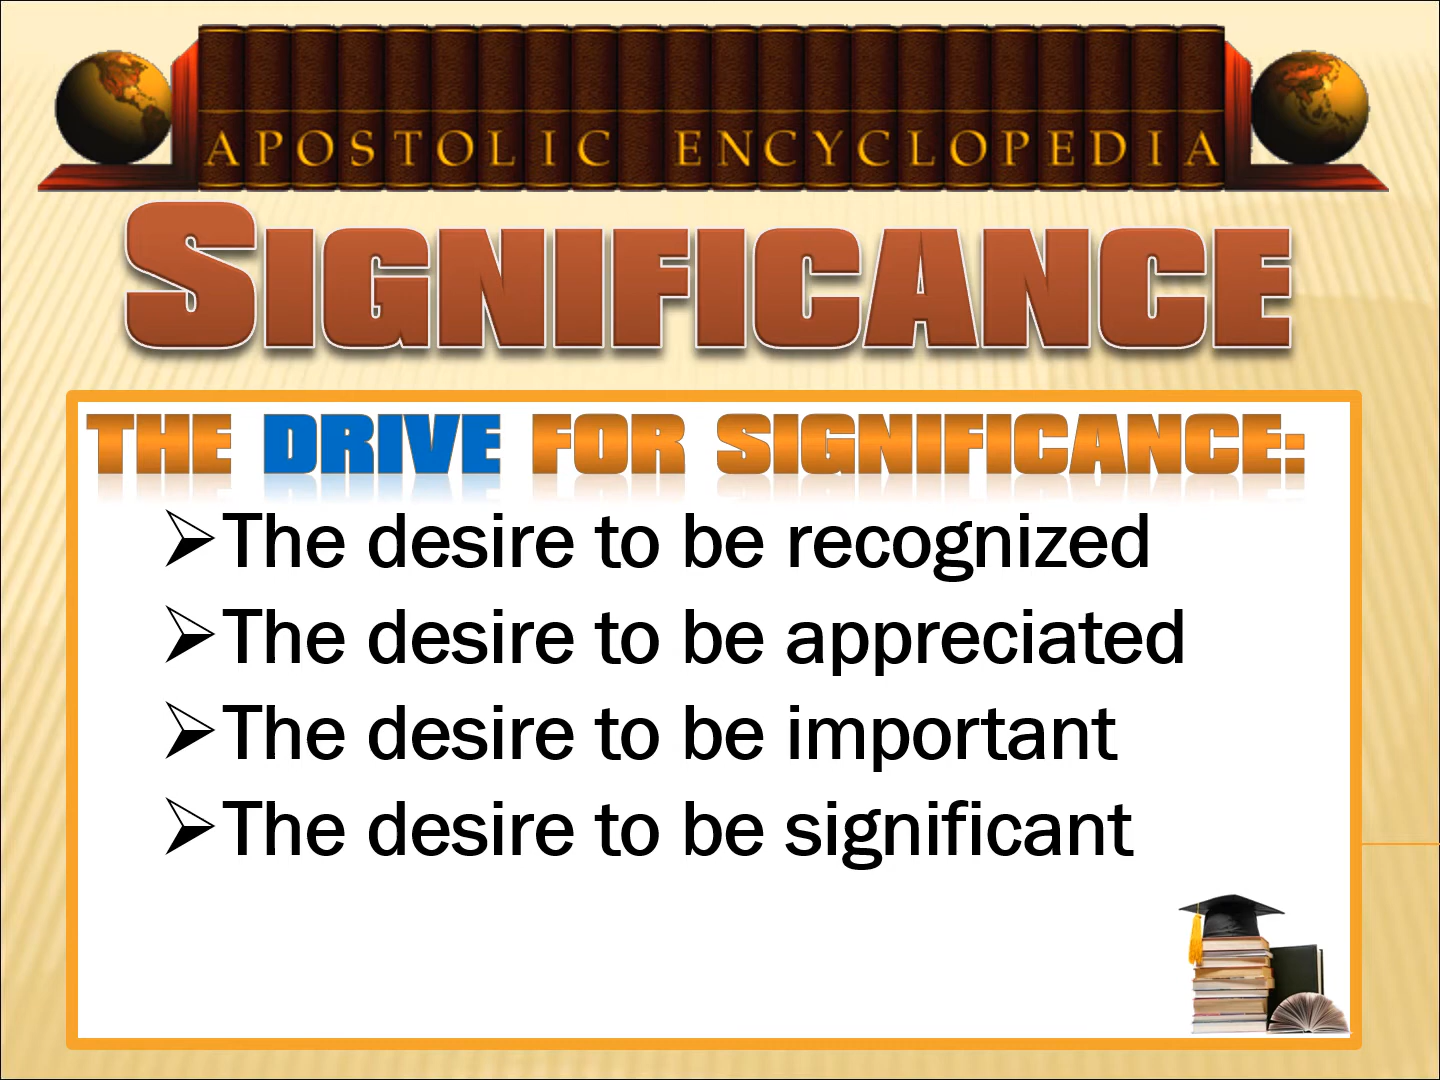 APOSTOLIC ENCYCLOPEDIA
SIGNIFICANCE
THE DRIVE FOR SIGNIFICANCE:
➢The desire to be recognized
➢The desire to be appreciated
➢The desire to be important
➢The desire to be significant